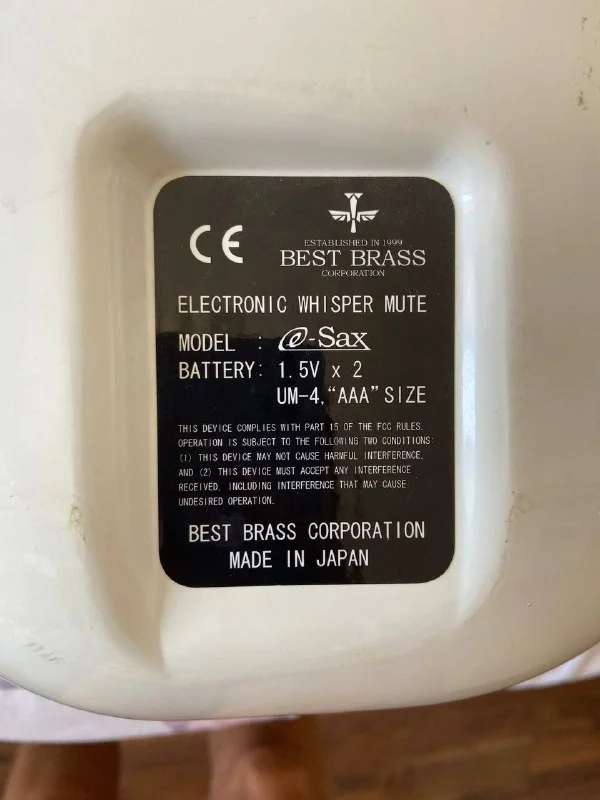 CE
ESTABLISHED IN 1999
BEST BRASS
CORPORATION
ELECTRONIC WHISPER MUTE
MODEL : e-Sax
BATTERY: 1.5V x 2
UM-4,"AAA" SIZE
THIS DEVICE COMPLIES WITH PART 15 OF THE FCC RULES.
OPERATION IS SUBJECT TO THE FOLLOWING TWO CONDITIONS:
(1) THIS DEVICE MAY NOT CAUSE HARMFUL INTERFERENCE,
AND (2) THIS DEVICE MUST ACCEPT ANY INTERFERENCE
RECEIVED, INCLUDING INTERFERENCE THAT MAY CAUSE
UNDESIRED OPERATION.
BEST BRASS CORPORATION
MADE IN JAPAN